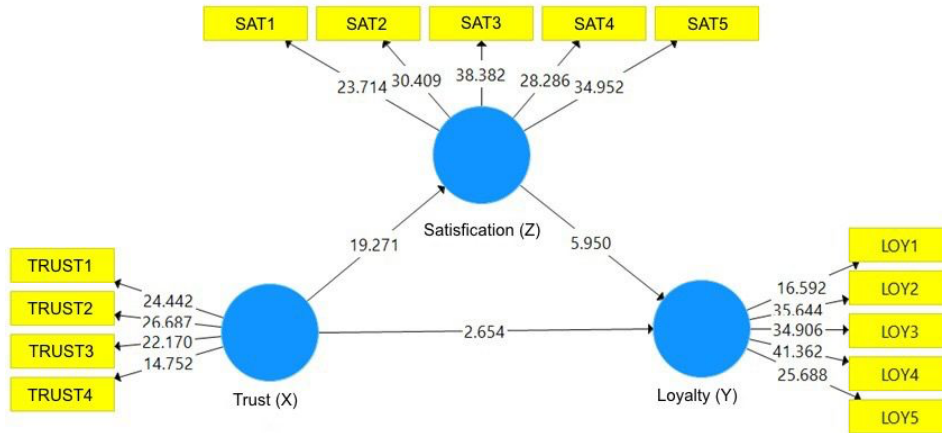 SAT1 SAT2 SAT3 SAT4 SAT5
23.714 30.409 38.382 28.286 34.952
Satisfication (Z)
19.271 5.950
TRUST1
TRUST2
TRUST3
TRUST4
24.442
26.687
22.170
14.752
Trust (X)
2.654
Loyalty (Y)
16.592
35.644
34.906
41.362
25.688
LOY1
LOY2
LOY3
LOY4
LOY5